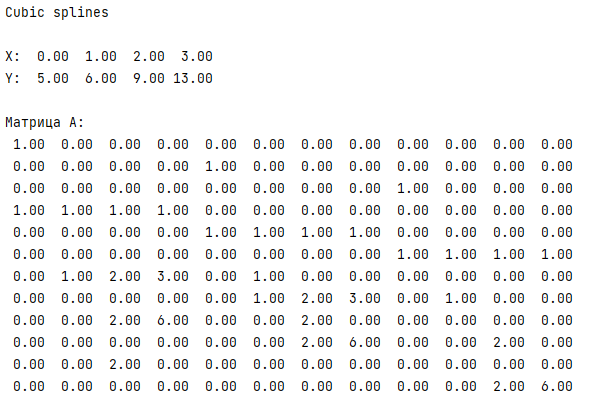 Cubic splines
X:  0.00  1.00  2.00  3.00
Y:  5.00  6.00  9.00 13.00
Матрица A:
1.00  0.00  0.00  0.00  0.00  0.00  0.00  0.00  0.00  0.00  0.00  0.00
0.00  0.00  0.00  0.00  1.00  0.00  0.00  0.00  0.00  0.00  0.00  0.00
0.00  0.00  0.00  0.00  0.00  0.00  0.00  0.00  1.00  0.00  0.00  0.00
1.00  1.00  1.00  1.00  0.00  0.00  0.00  0.00  0.00  0.00  0.00  0.00
0.00  0.00  0.00  0.00  1.00  1.00  1.00  1.00  0.00  0.00  0.00  0.00
0.00  0.00  0.00  0.00  0.00  0.00  0.00  0.00  1.00  1.00  1.00  1.00
0.00  1.00  2.00  3.00  0.00  1.00  0.00  0.00  0.00  0.00  0.00  0.00
0.00  0.00  0.00  0.00  0.00  1.00  2.00  3.00  0.00  1.00  0.00  0.00
0.00  0.00  2.00  6.00  0.00  0.00  2.00  0.00  0.00  0.00  0.00  0.00
0.00  0.00  0.00  0.00  0.00  0.00  2.00  6.00  0.00  0.00  2.00  0.00
0.00  0.00  2.00  0.00  0.00  0.00  0.00  0.00  0.00  0.00  0.00  0.00
0.00  0.00  0.00  0.00  0.00  0.00  0.00  0.00  0.00  0.00  2.00  6.00